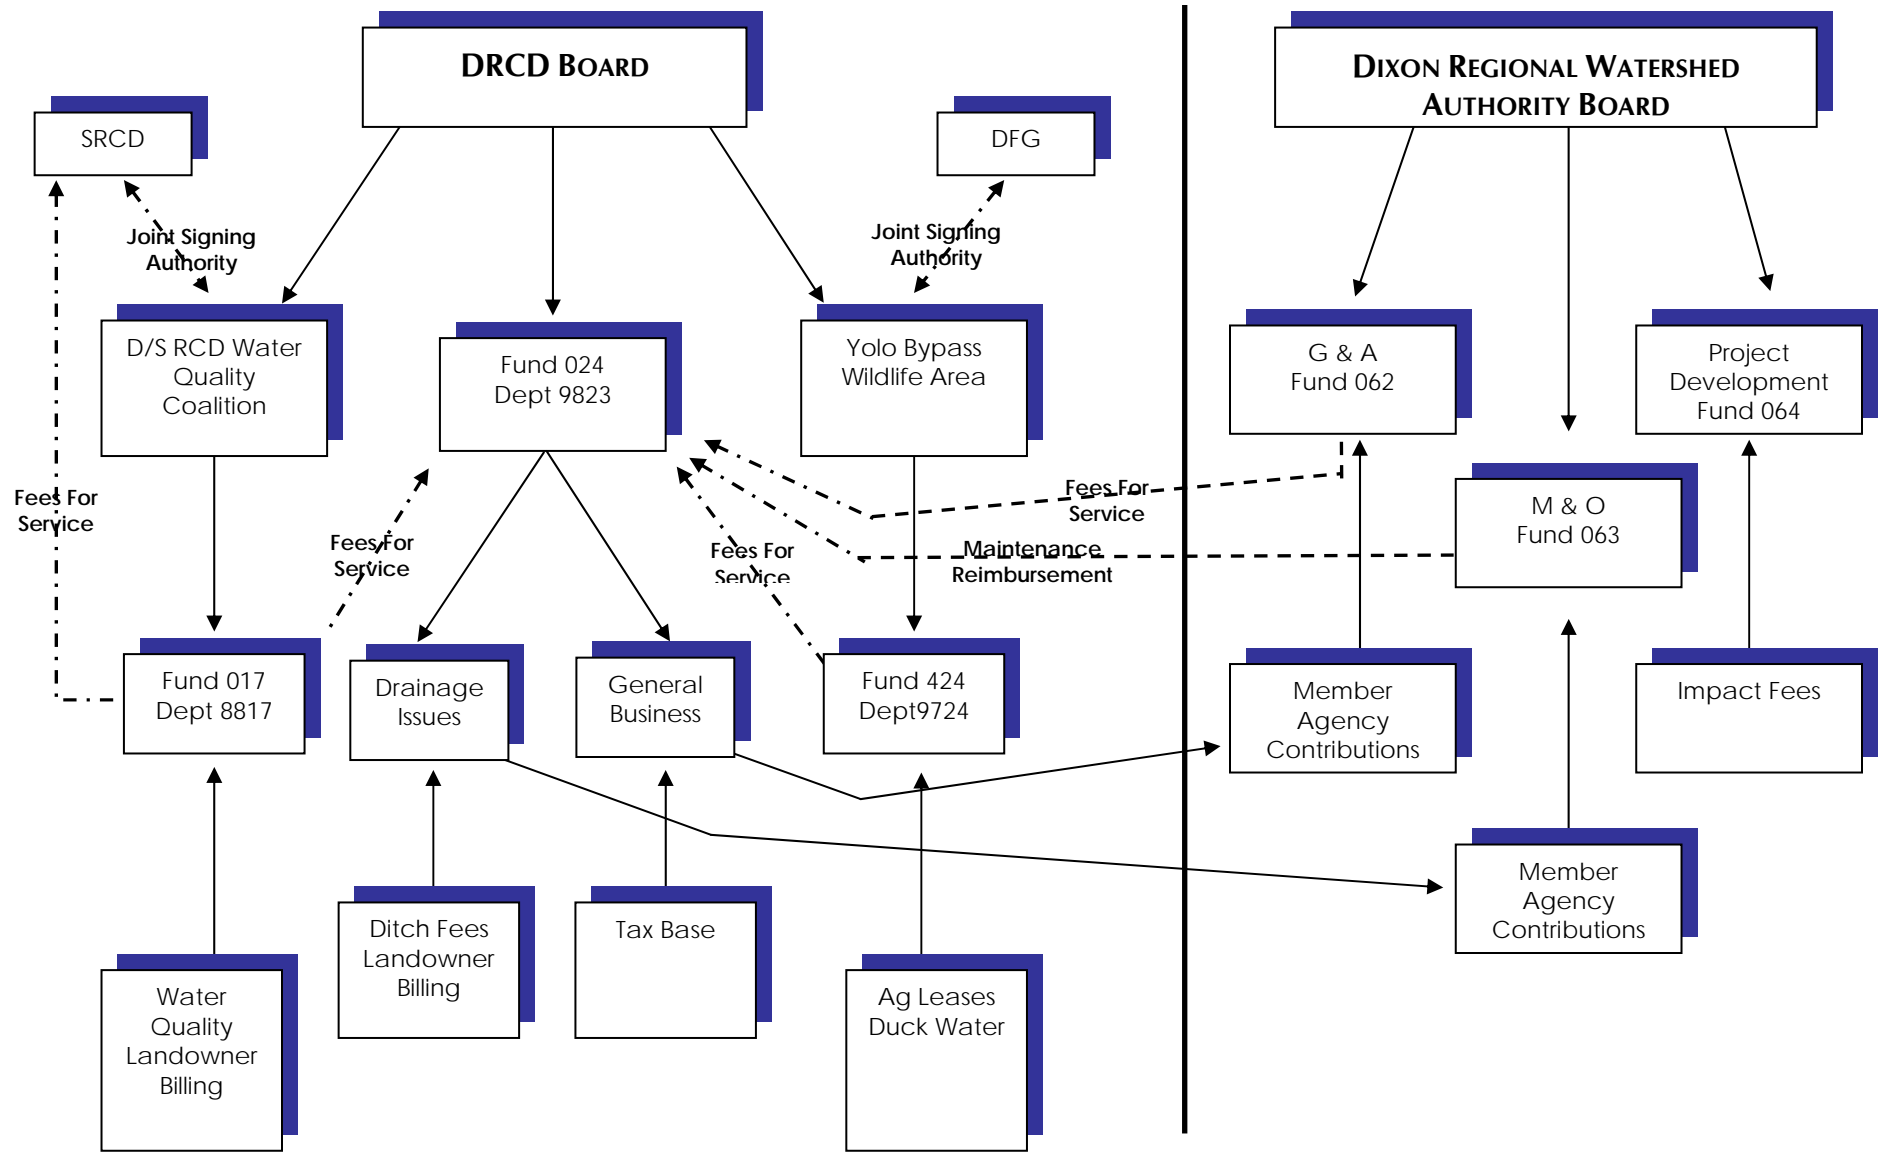 DRCD BOARD
DIXON REGIONAL WATERSHED
AUTHORITY BOARD
SRCD
DFG
Joint Signing
Authority
Joint Signing
Authority
D/S RCD Water
Quality
Coalition
Fund 024
Dept 9823
Yolo Bypass
Wildlife Area
G & A
Fund 062
Project
Development
Fund 064
Fees For
Service
Fees For
Service
Fees For
Service
Fees For
Service
Maintenance
Reimbursement
M & O
Fund 063
Fund 017
Dept 8817
Drainage
Issues
General
Business
Fund 424
Dept9724
Member
Agency
Contributions
Impact Fees
Member
Agency
Contributions
Ditch Fees
Landowner
Billing
Tax Base
Water
Quality
Landowner
Billing
Ag Leases
Duck Water